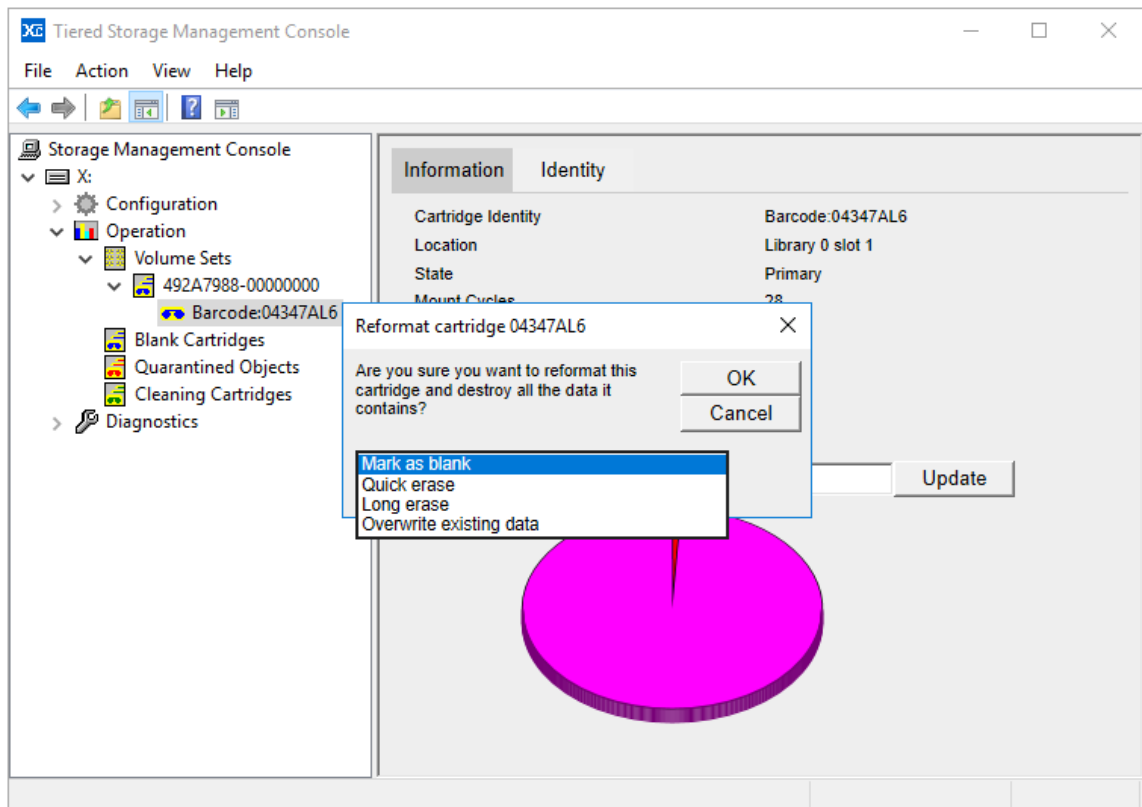 XC Tiered Storage Management Console
File Action View Help
Storage Management Console
X:
Configuration
Operation
Volume Sets
492A7988-00000000
Barcode:04347AL6
Blank Cartridges
Quarantined Objects
Cleaning Cartridges
Diagnostics
Information Identity
Cartridge Identity Barcode:04347AL6
Location Library 0 slot 1
State Primary
Mount Cycles 28
Reformat cartridge 04347AL6
Are you sure you want to reformat this
cartridge and destroy all the data it
contains?
OK
Cancel
Mark as blank
Quick erase
Long erase
Overwrite existing data
Update